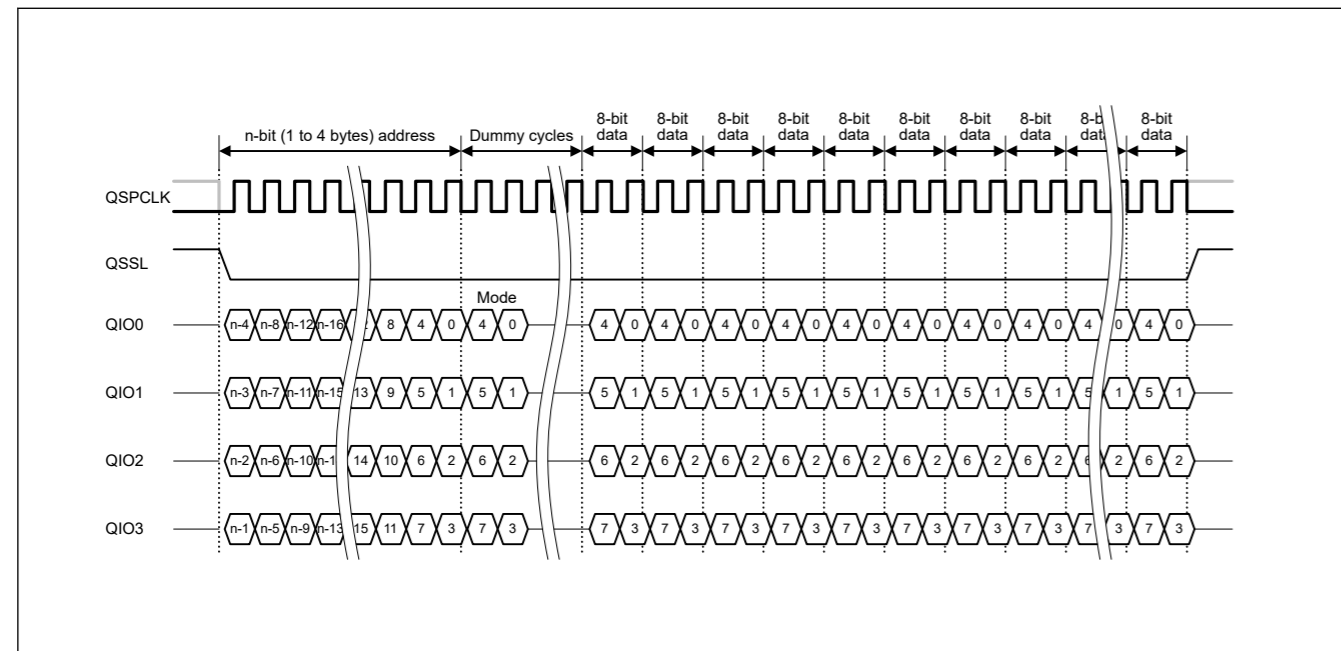 8-bit 8-bit 8-bit 8-bit 8-bit 8-bit 8-bit 8-bit 8-bit
n-bit (1 to 4 bytes) address Dummy cycles data data data data data data data data data
QSPCLK
QSSL
Mode
QIO0 n-4 n-8 n-12 n-16 8 4 0 4 0 4 0 4 0 4 0 4 0 4 0 4 0 4 0 4 0 4 0 4 0
QIO1 n-3 n-7 n-11 n-15 13 9 5 1 5 1 5 1 5 1 5 1 5 1 5 1 5 1 5 1 5 1 5 1 5 1
QIO2 n-2 n-6 n-10 14 10 6 2 6 2 6 2 6 2 6 2 6 2 6 2 6 2 6 2 6 2 6 2 6 2
QIO3 n-1 n-5 n-9 n-13 15 11 7 3 7 3 7 3 7 3 7 3 7 3 7 3 7 3 7 3 7 3 7 3 7 3